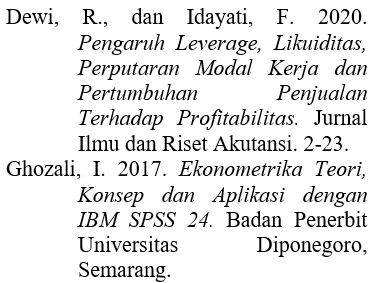 Dewi, R., dan Idayati, F. 2020.
Pengaruh Leverage, Likuiditas,
Perputaran Modal Kerja dan
Pertumbuhan Penjualan
Terhadap Profitabilitas. Jurnal
Ilmu dan Riset Akutansi. 2-23.
Ghozali, I. 2017. Ekonometrika Teori,
Konsep dan Aplikasi dengan
IBM SPSS 24. Badan Penerbit
Universitas Diponegoro,
Semarang.